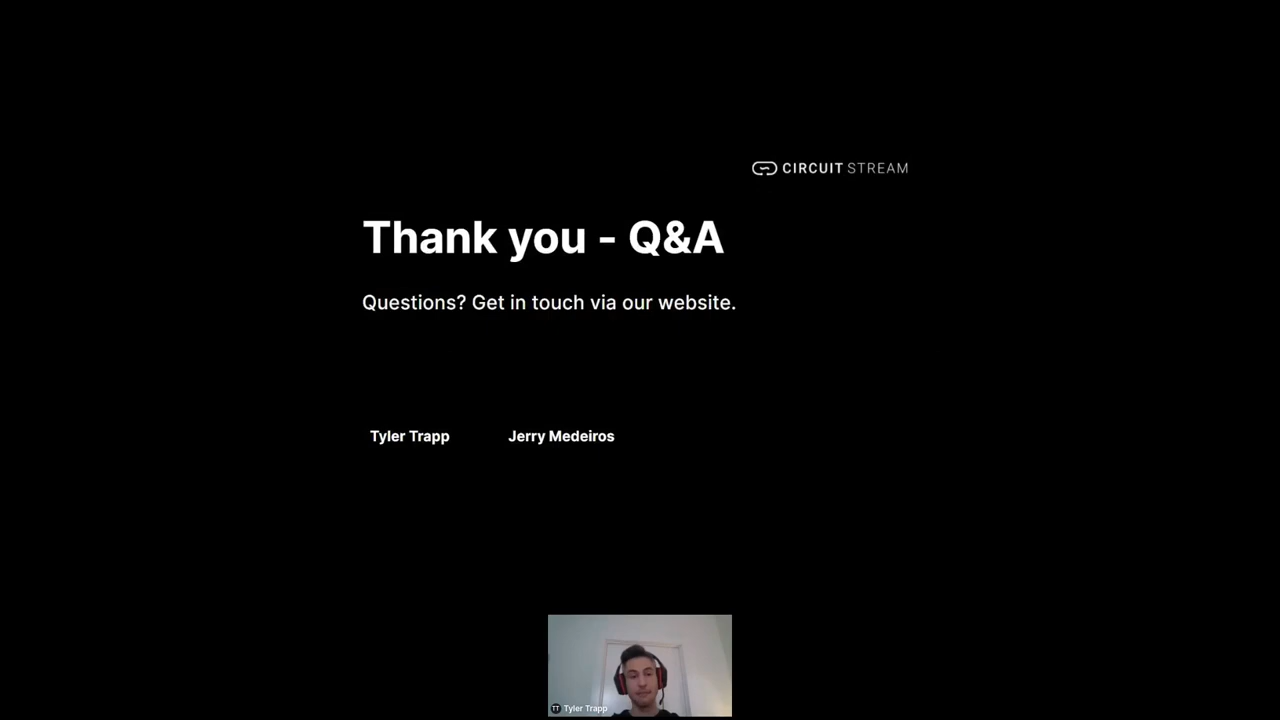 CIRCUIT STREAM
Thank you - Q&A
Questions? Get in touch via our website.
Tyler Trapp Jerry Medeiros
TT Tyler Trapp